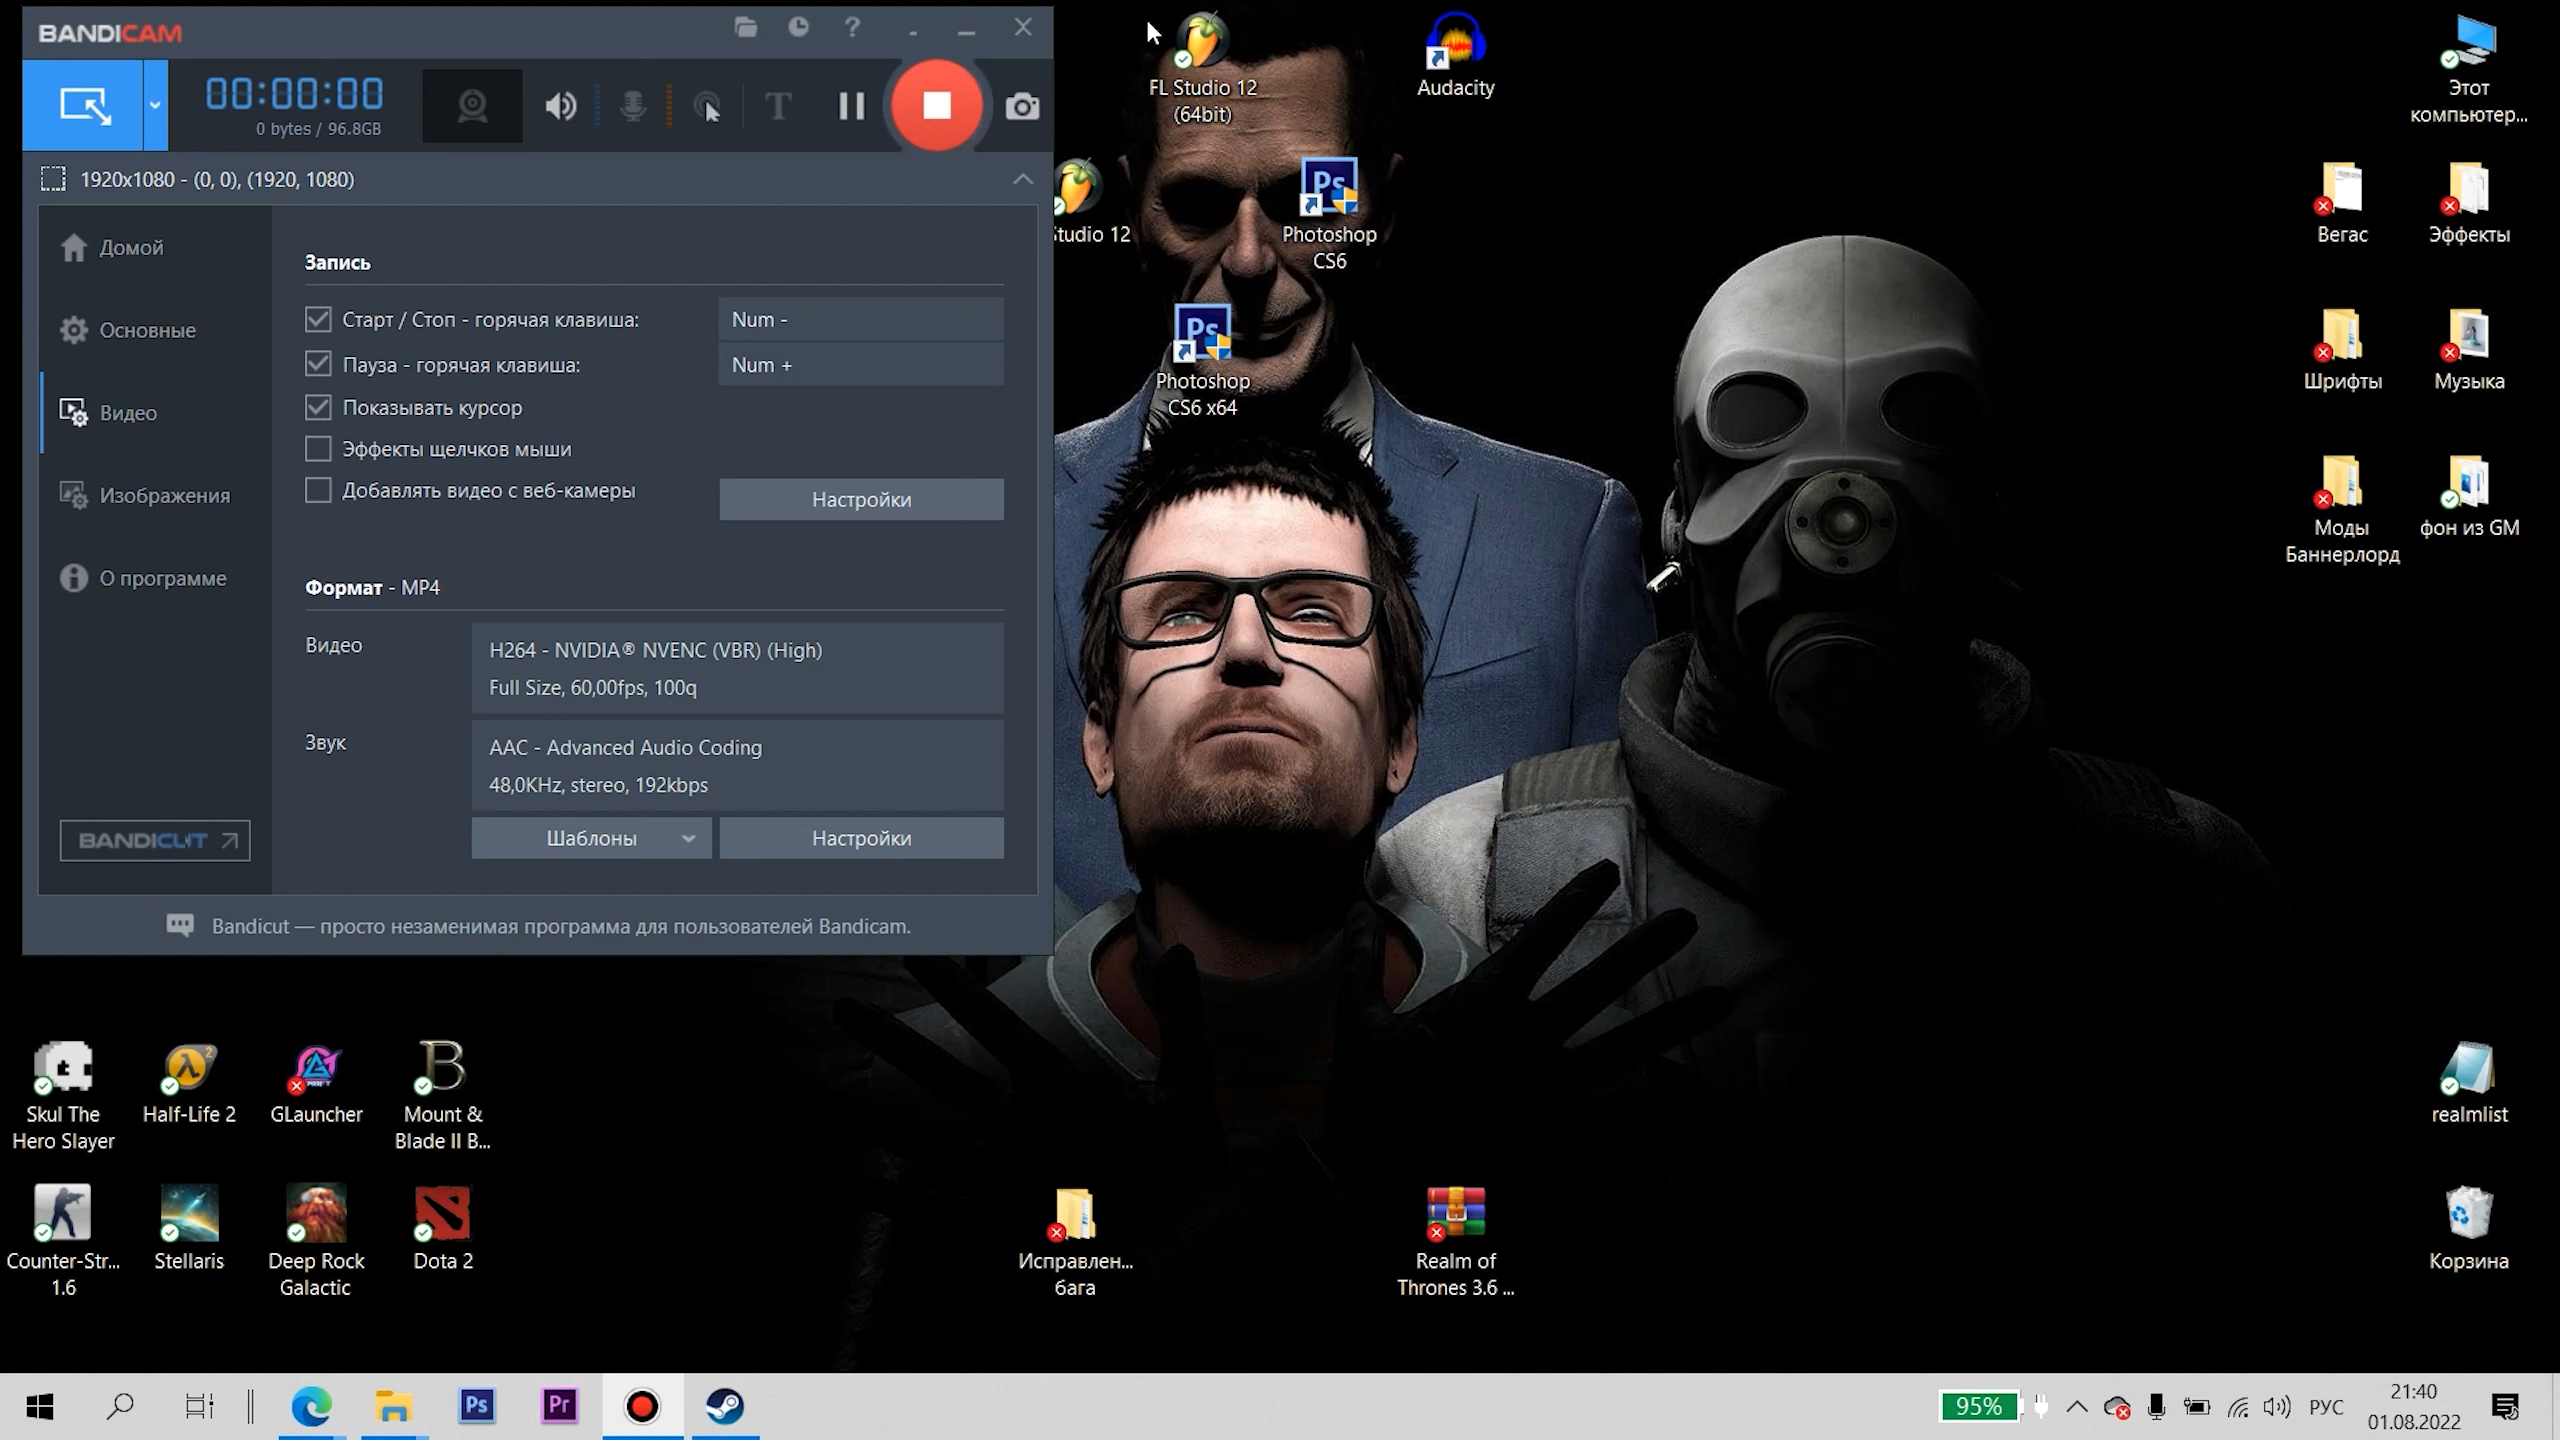 BANDICAM
00:00:00
0 bytes / 96.8GB
1920x1080 - (0, 0), (1920, 1080)
Домой
Основные
Видео
Изображения
О программе
BANDICUT
Запись
Старт / Стоп - горячая клавиша:
Num -
Пауза - горячая клавиша:
Num +
Показывать курсор
Эффекты щелчков мыши
Добавлять видео с веб-камеры
Настройки
Формат - MP4
Видео
H264 - NVIDIA® NVENC (VBR) (High)
Full Size, 60,00fps, 100q
Звук
AAC - Advanced Audio Coding
48,0KHz, stereo, 192kbps
Шаблоны
Настройки
Bandicut — просто незаменимая программа для пользователей Bandicam.
FL Studio 12
(64bit)
Audacity
Studio 12
Photoshop
CS6
Photoshop
CS6 x64
Этот
компьютер...
Вегас
Эффекты
Шрифты
Музыка
Моды
Баннерлорд
фон из GM
Skul The
Hero Slayer
Half-Life 2
GLauncher
Mount &
Blade II B...
realmlist
Counter-Str...
1.6
Stellaris
Deep Rock
Galactic
Dota 2
Исправлен...
бага
Realm of
Thrones 3.6 ...
Корзина
Ps
Pr
95%
РУС
21:40
01.08.2022